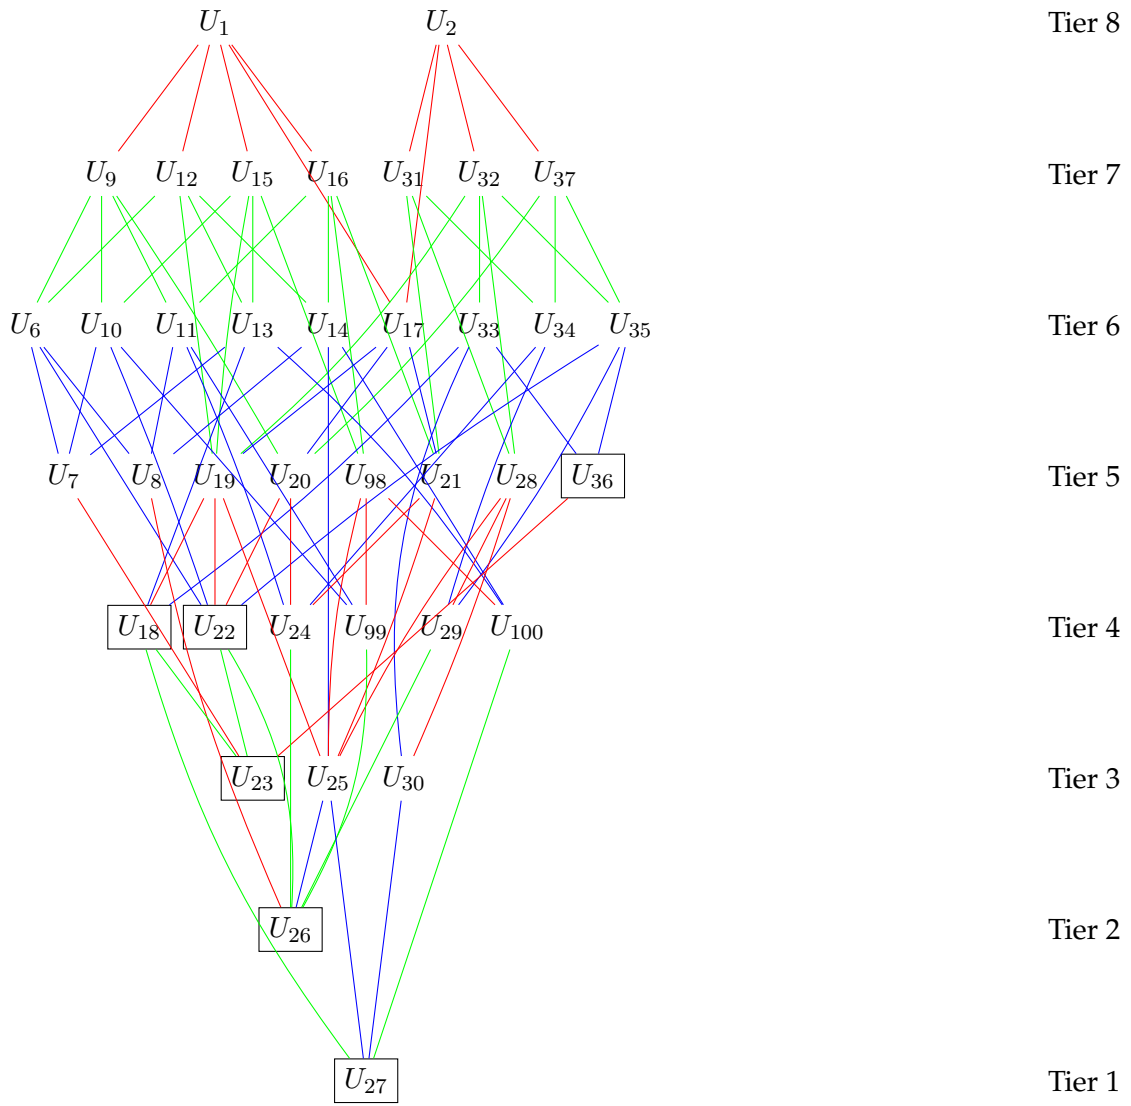 U₁ U₂ Tier 8
U₉ U₁₂ U₁₅ U₁₆ U₃₁ U₃₂ U₃₇ Tier 7
U₆ U₁₀ U₁₁ U₁₃ U₁₄ U₁₇ U₃₃ U₃₄ U₃₅ Tier 6
U₇ U₈ U₁₉ U₂₀ U₉₈ U₂₁ U₂₈ U₃₆ Tier 5
U₁₈ U₂₂ U₂₄ U₉₉ U₂₉ U₁₀₀ Tier 4
U₂₃ U₂₅ U₃₀ Tier 3
U₂₆ Tier 2
U₂₇ Tier 1